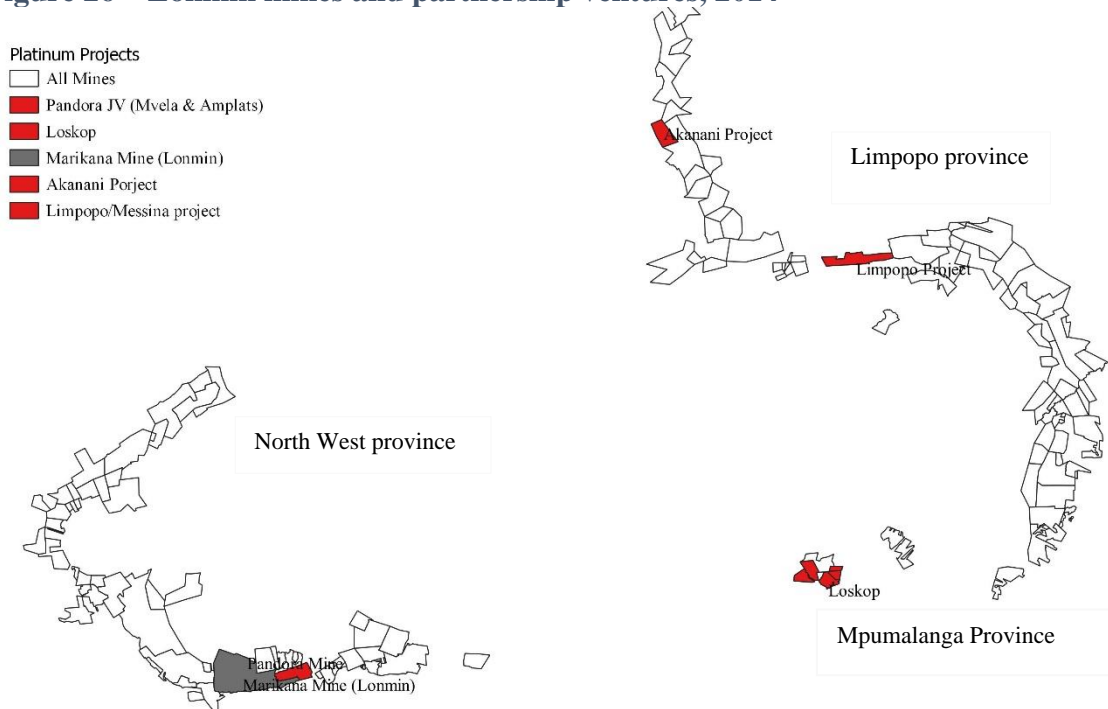 Platinum Projects
All Mines
Pandora JV (Mvela & Amplats)
Loskop
Marikana Mine (Lonmin)
Akanani Porject
Limpopo/Messina project
Akanani Project
Limpopo province
Limpopo Project
North West province
Loskop
Mpumalanga Province
Pandora Mine
Marikana Mine (Lonmin)